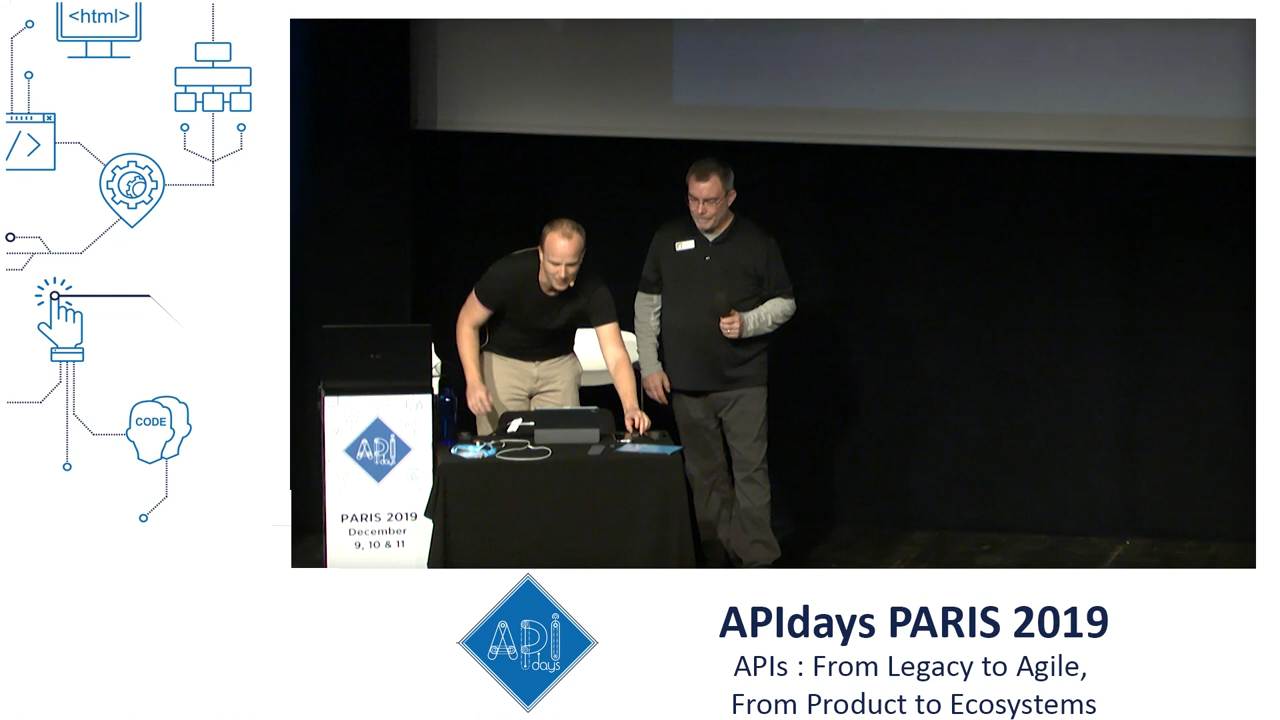 <html>
</>
CODE
API
days
PARIS 2019
December
9, 10 & 11
API
days
APIdays PARIS 2019
APIs : From Legacy to Agile,
From Product to Ecosystems